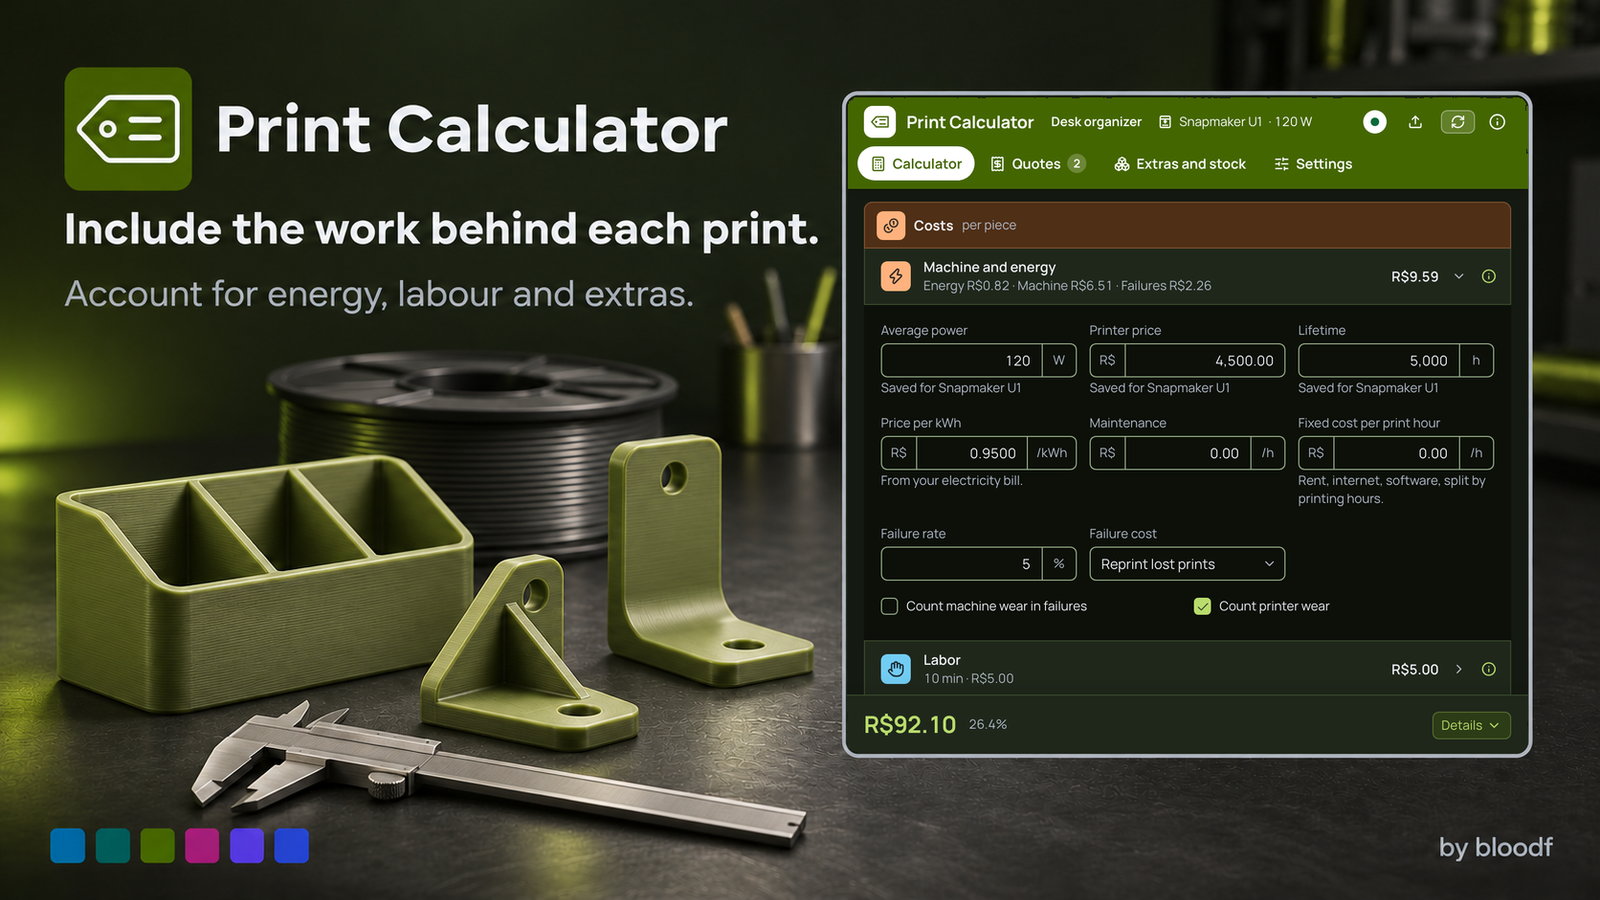 Print Calculator
Include the work behind each print.
Account for energy, labour and extras.
Print Calculator
Desk organizer
Snapmaker U1 · 120 W
Calculator
Quotes 2
Extras and stock
Settings
Costs per piece
Machine and energy
Energy R$0.82 · Machine R$6.51 · Failures R$2.26
R$9.59
Average power
Printer price
Lifetime
120 W
R$ 4,500.00
5,000 h
Saved for Snapmaker U1
Saved for Snapmaker U1
Saved for Snapmaker U1
Price per kWh
Maintenance
Fixed cost per print hour
R$ 0.9500 /kWh
R$ 0.00 /h
R$ 0.00 /h
From your electricity bill.
Rent, internet, software, split by
printing hours.
Failure rate
Failure cost
5 %
Reprint lost prints
Count machine wear in failures
Count printer wear
Labor
10 min · R$5.00
R$5.00
R$92.10 26.4%
Details
by bloodf